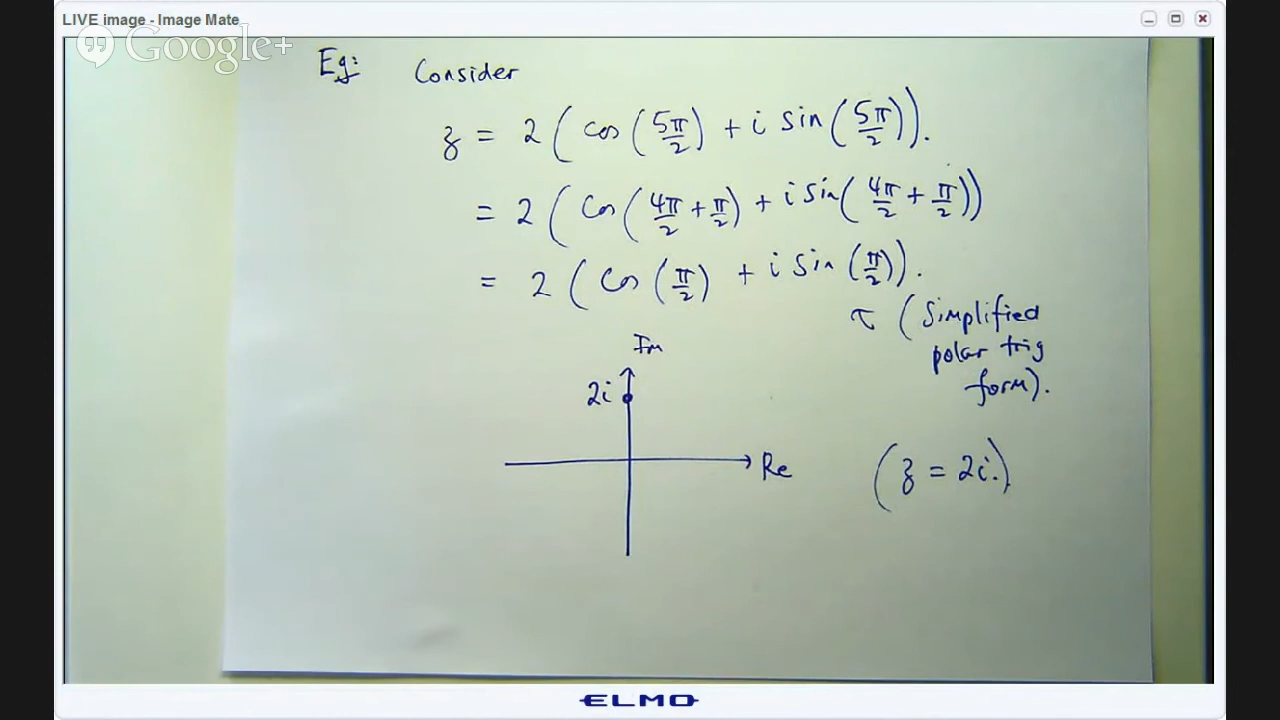 LIVE image - Image Mate
Google+
Eg: Consider
z = 2 ( cos ( 5π/2 ) + i sin ( 5π/2 ) ).
= 2 ( cos ( 4π/2 + π/2 ) + i sin ( 4π/2 + π/2 ) )
= 2 ( cos ( π/2 ) + i sin ( π/2 ) ).
( simplified
polar trig
form ).
Im
2i
Re
( z = 2i. )
ELMO